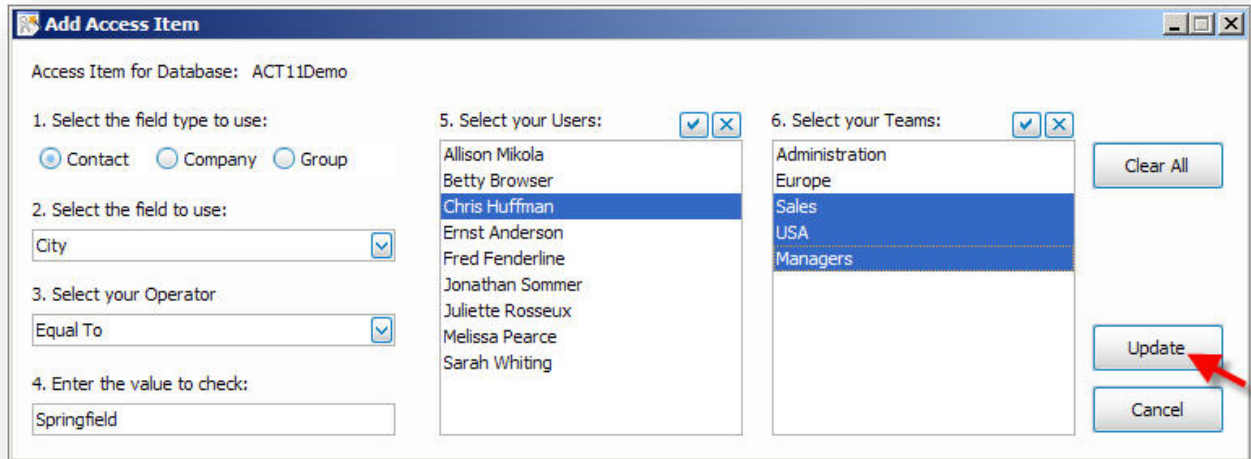 Add Access Item
Access Item for Database: ACT11Demo
1. Select the field type to use:
Contact Company Group
2. Select the field to use:
City
3. Select your Operator
Equal To
4. Enter the value to check:
Springfield
5. Select your Users:
Allison Mikola
Betty Browser
Chris Huffman
Ernst Anderson
Fred Fenderline
Jonathan Sommer
Juliette Rosseux
Melissa Pearce
Sarah Whiting
6. Select your Teams:
Administration
Europe
Sales
USA
Managers
Clear All
Update
Cancel